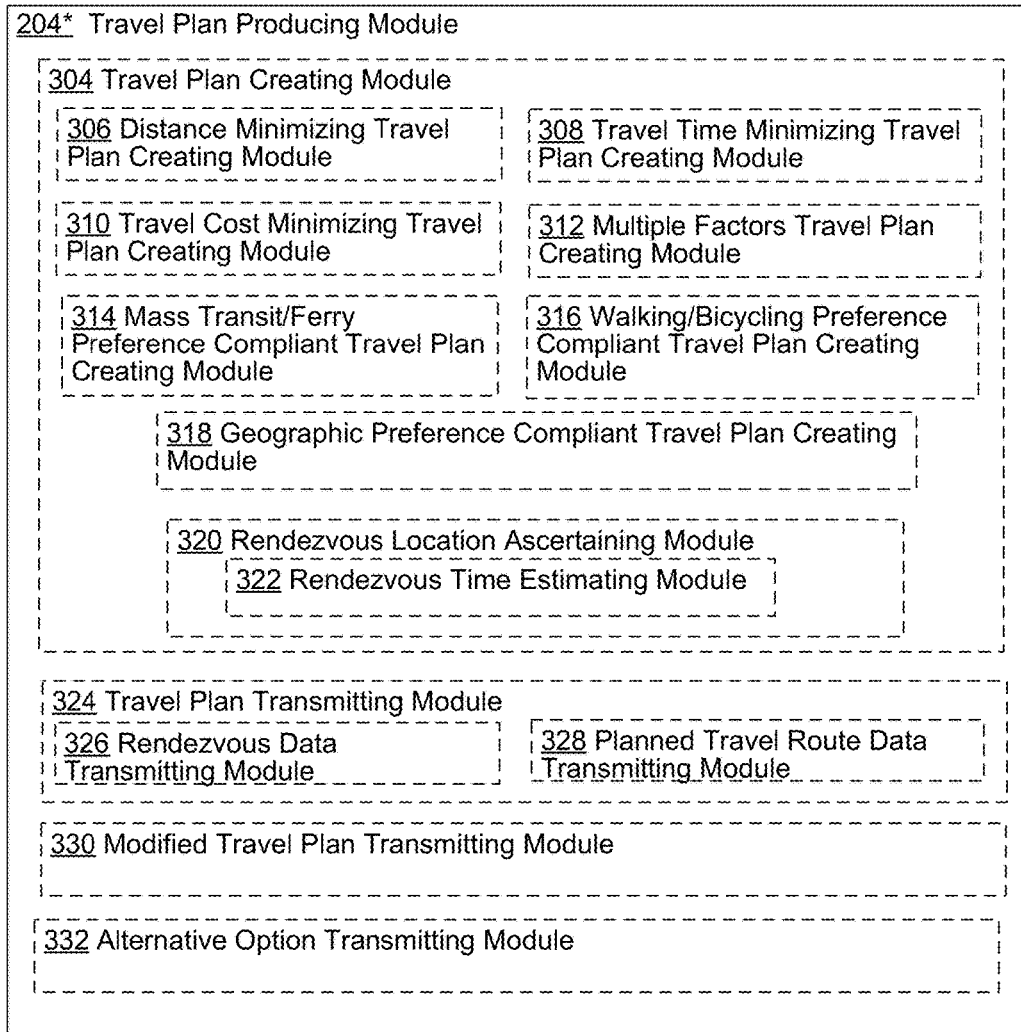 204* Travel Plan Producing Module
304 Travel Plan Creating Module
306 Distance Minimizing Travel
Plan Creating Module
308 Travel Time Minimizing Travel
Plan Creating Module
310 Travel Cost Minimizing Travel
Plan Creating Module
312 Multiple Factors Travel Plan
Creating Module
314 Mass Transit/Ferry
Preference Compliant Travel Plan
Creating Module
316 Walking/Bicycling Preference
Compliant Travel Plan Creating
Module
318 Geographic Preference Compliant Travel Plan Creating
Module
320 Rendezvous Location Ascertaining Module
322 Rendezvous Time Estimating Module
324 Travel Plan Transmitting Module
326 Rendezvous Data
Transmitting Module
328 Planned Travel Route Data
Transmitting Module
330 Modified Travel Plan Transmitting Module
332 Alternative Option Transmitting Module